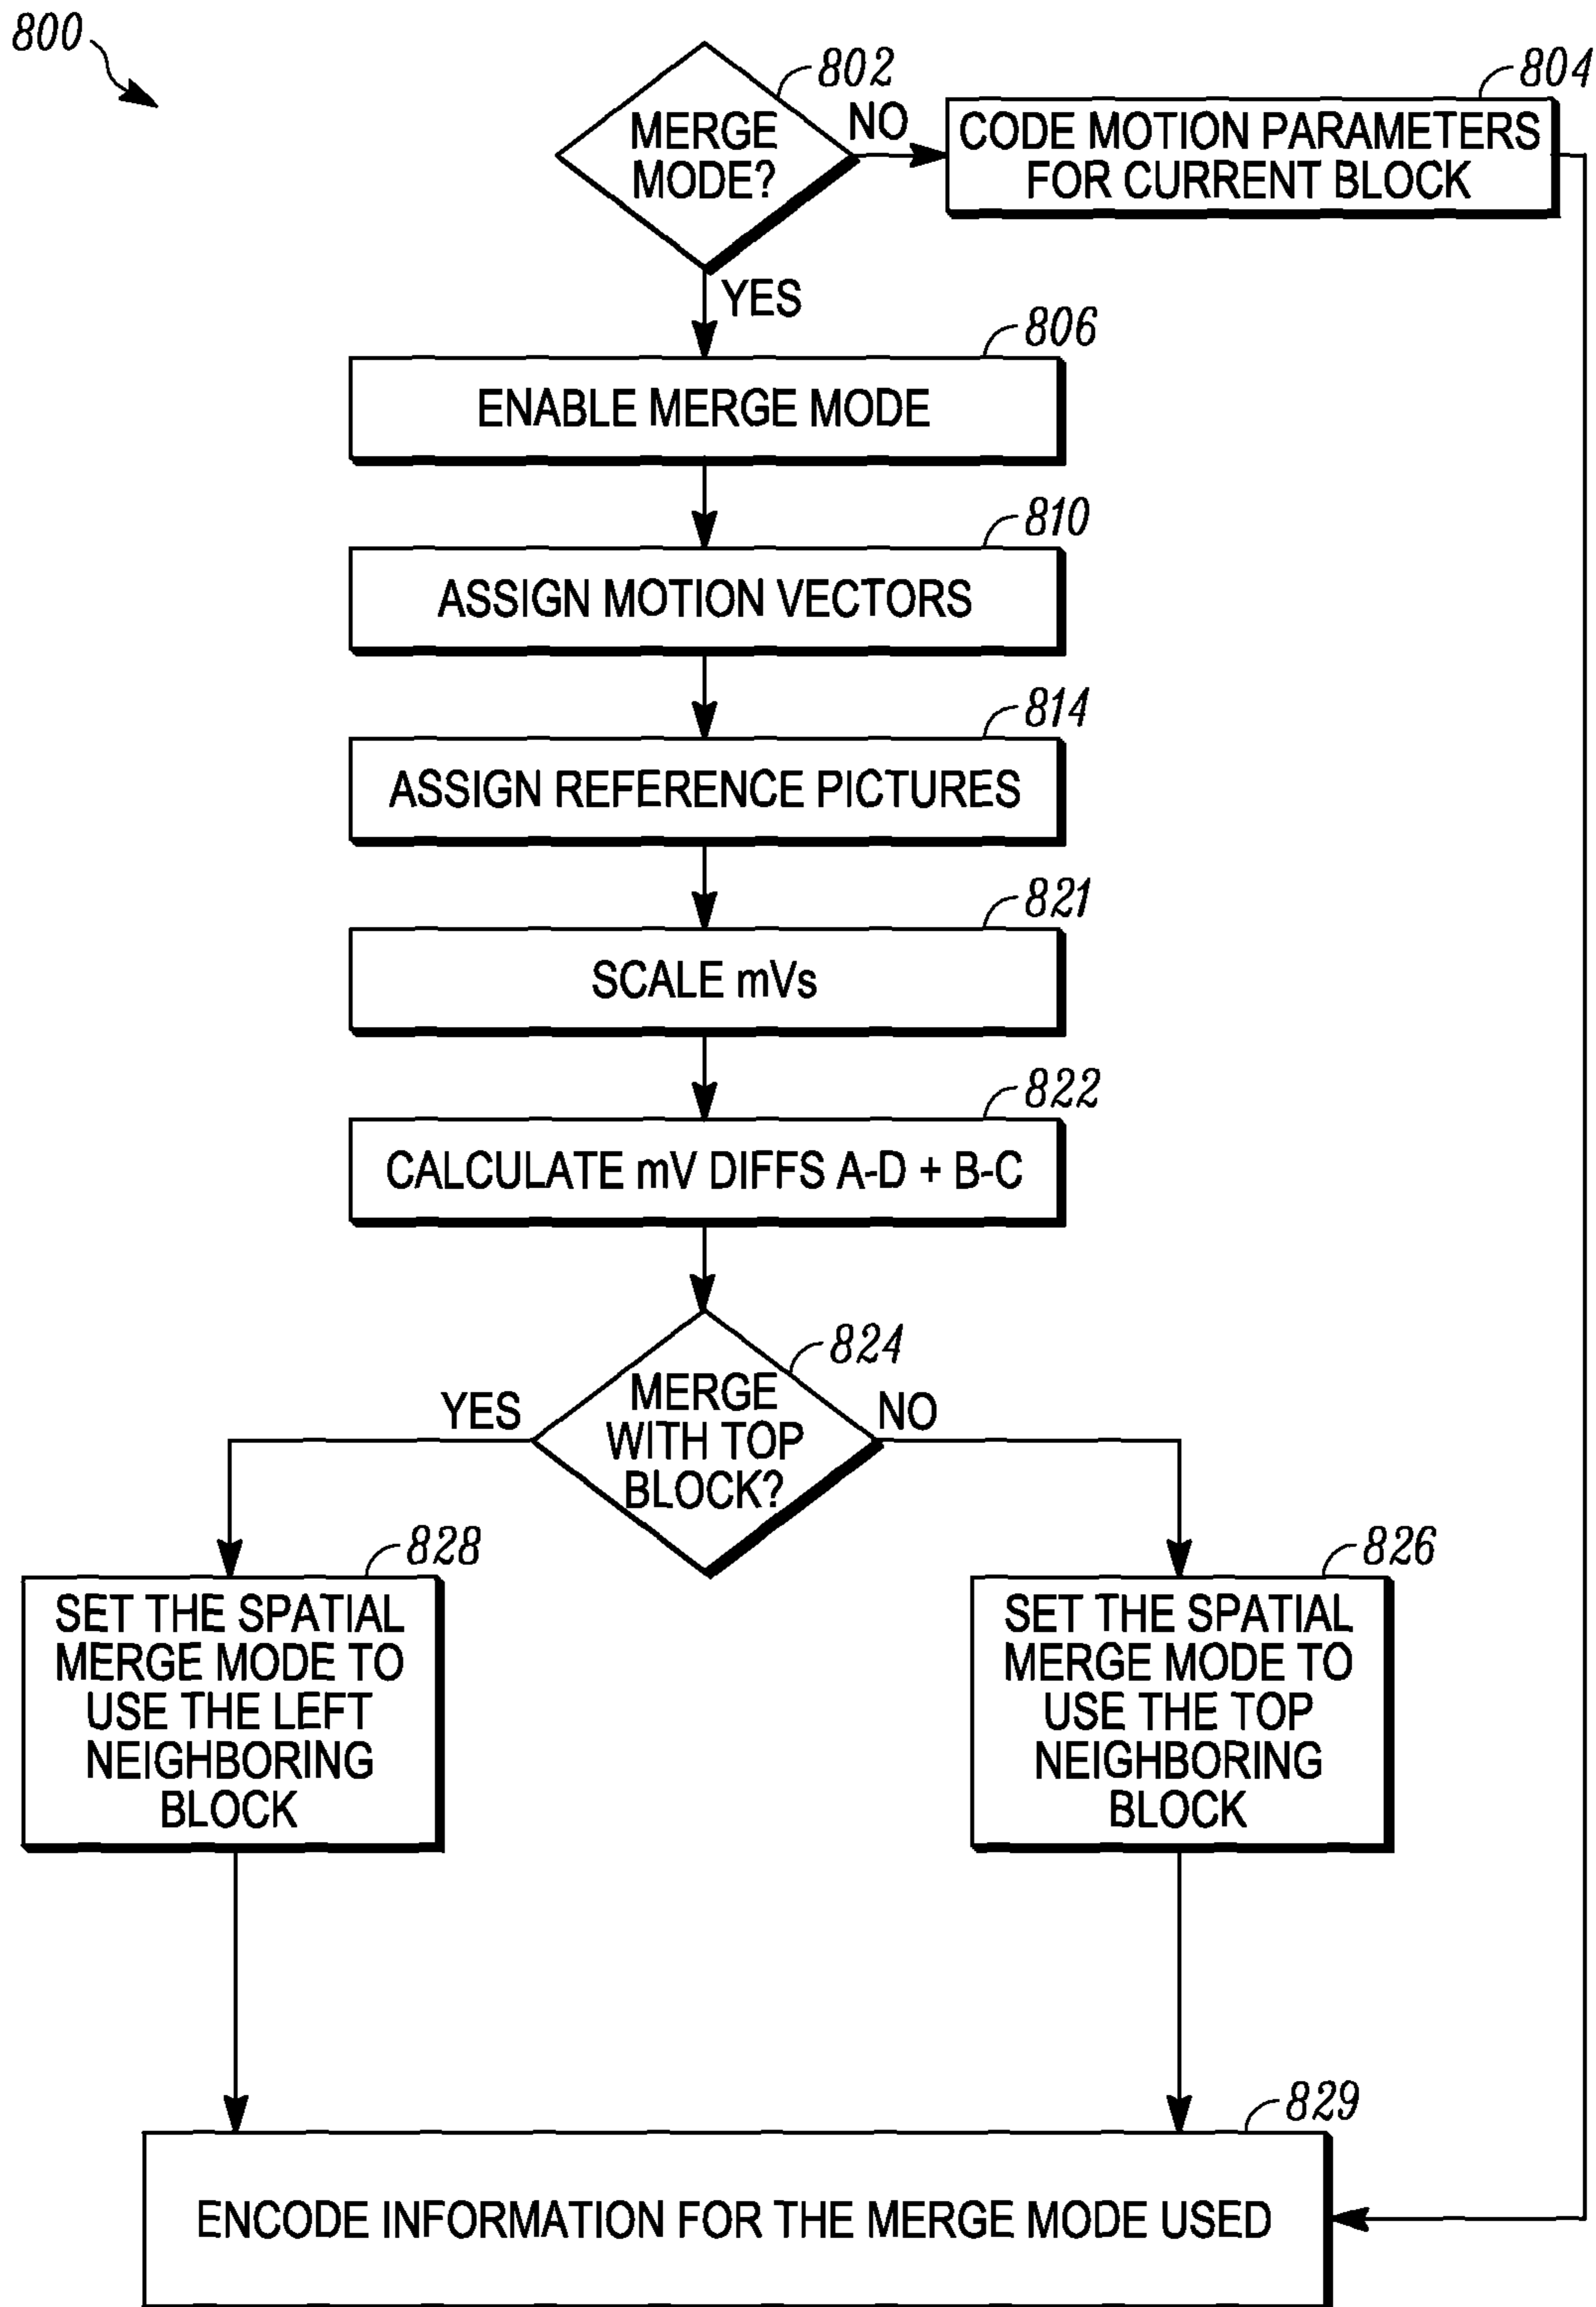 800
802
MERGE
MODE?
NO
804
CODE MOTION PARAMETERS
FOR CURRENT BLOCK
YES
806
ENABLE MERGE MODE
810
ASSIGN MOTION VECTORS
814
ASSIGN REFERENCE PICTURES
821
SCALE mVs
822
CALCULATE mV DIFFS A-D + B-C
824
MERGE
WITH TOP
BLOCK?
YES
NO
828
SET THE SPATIAL
MERGE MODE TO
USE THE LEFT
NEIGHBORING
BLOCK
826
SET THE SPATIAL
MERGE MODE TO
USE THE TOP
NEIGHBORING
BLOCK
829
ENCODE INFORMATION FOR THE MERGE MODE USED